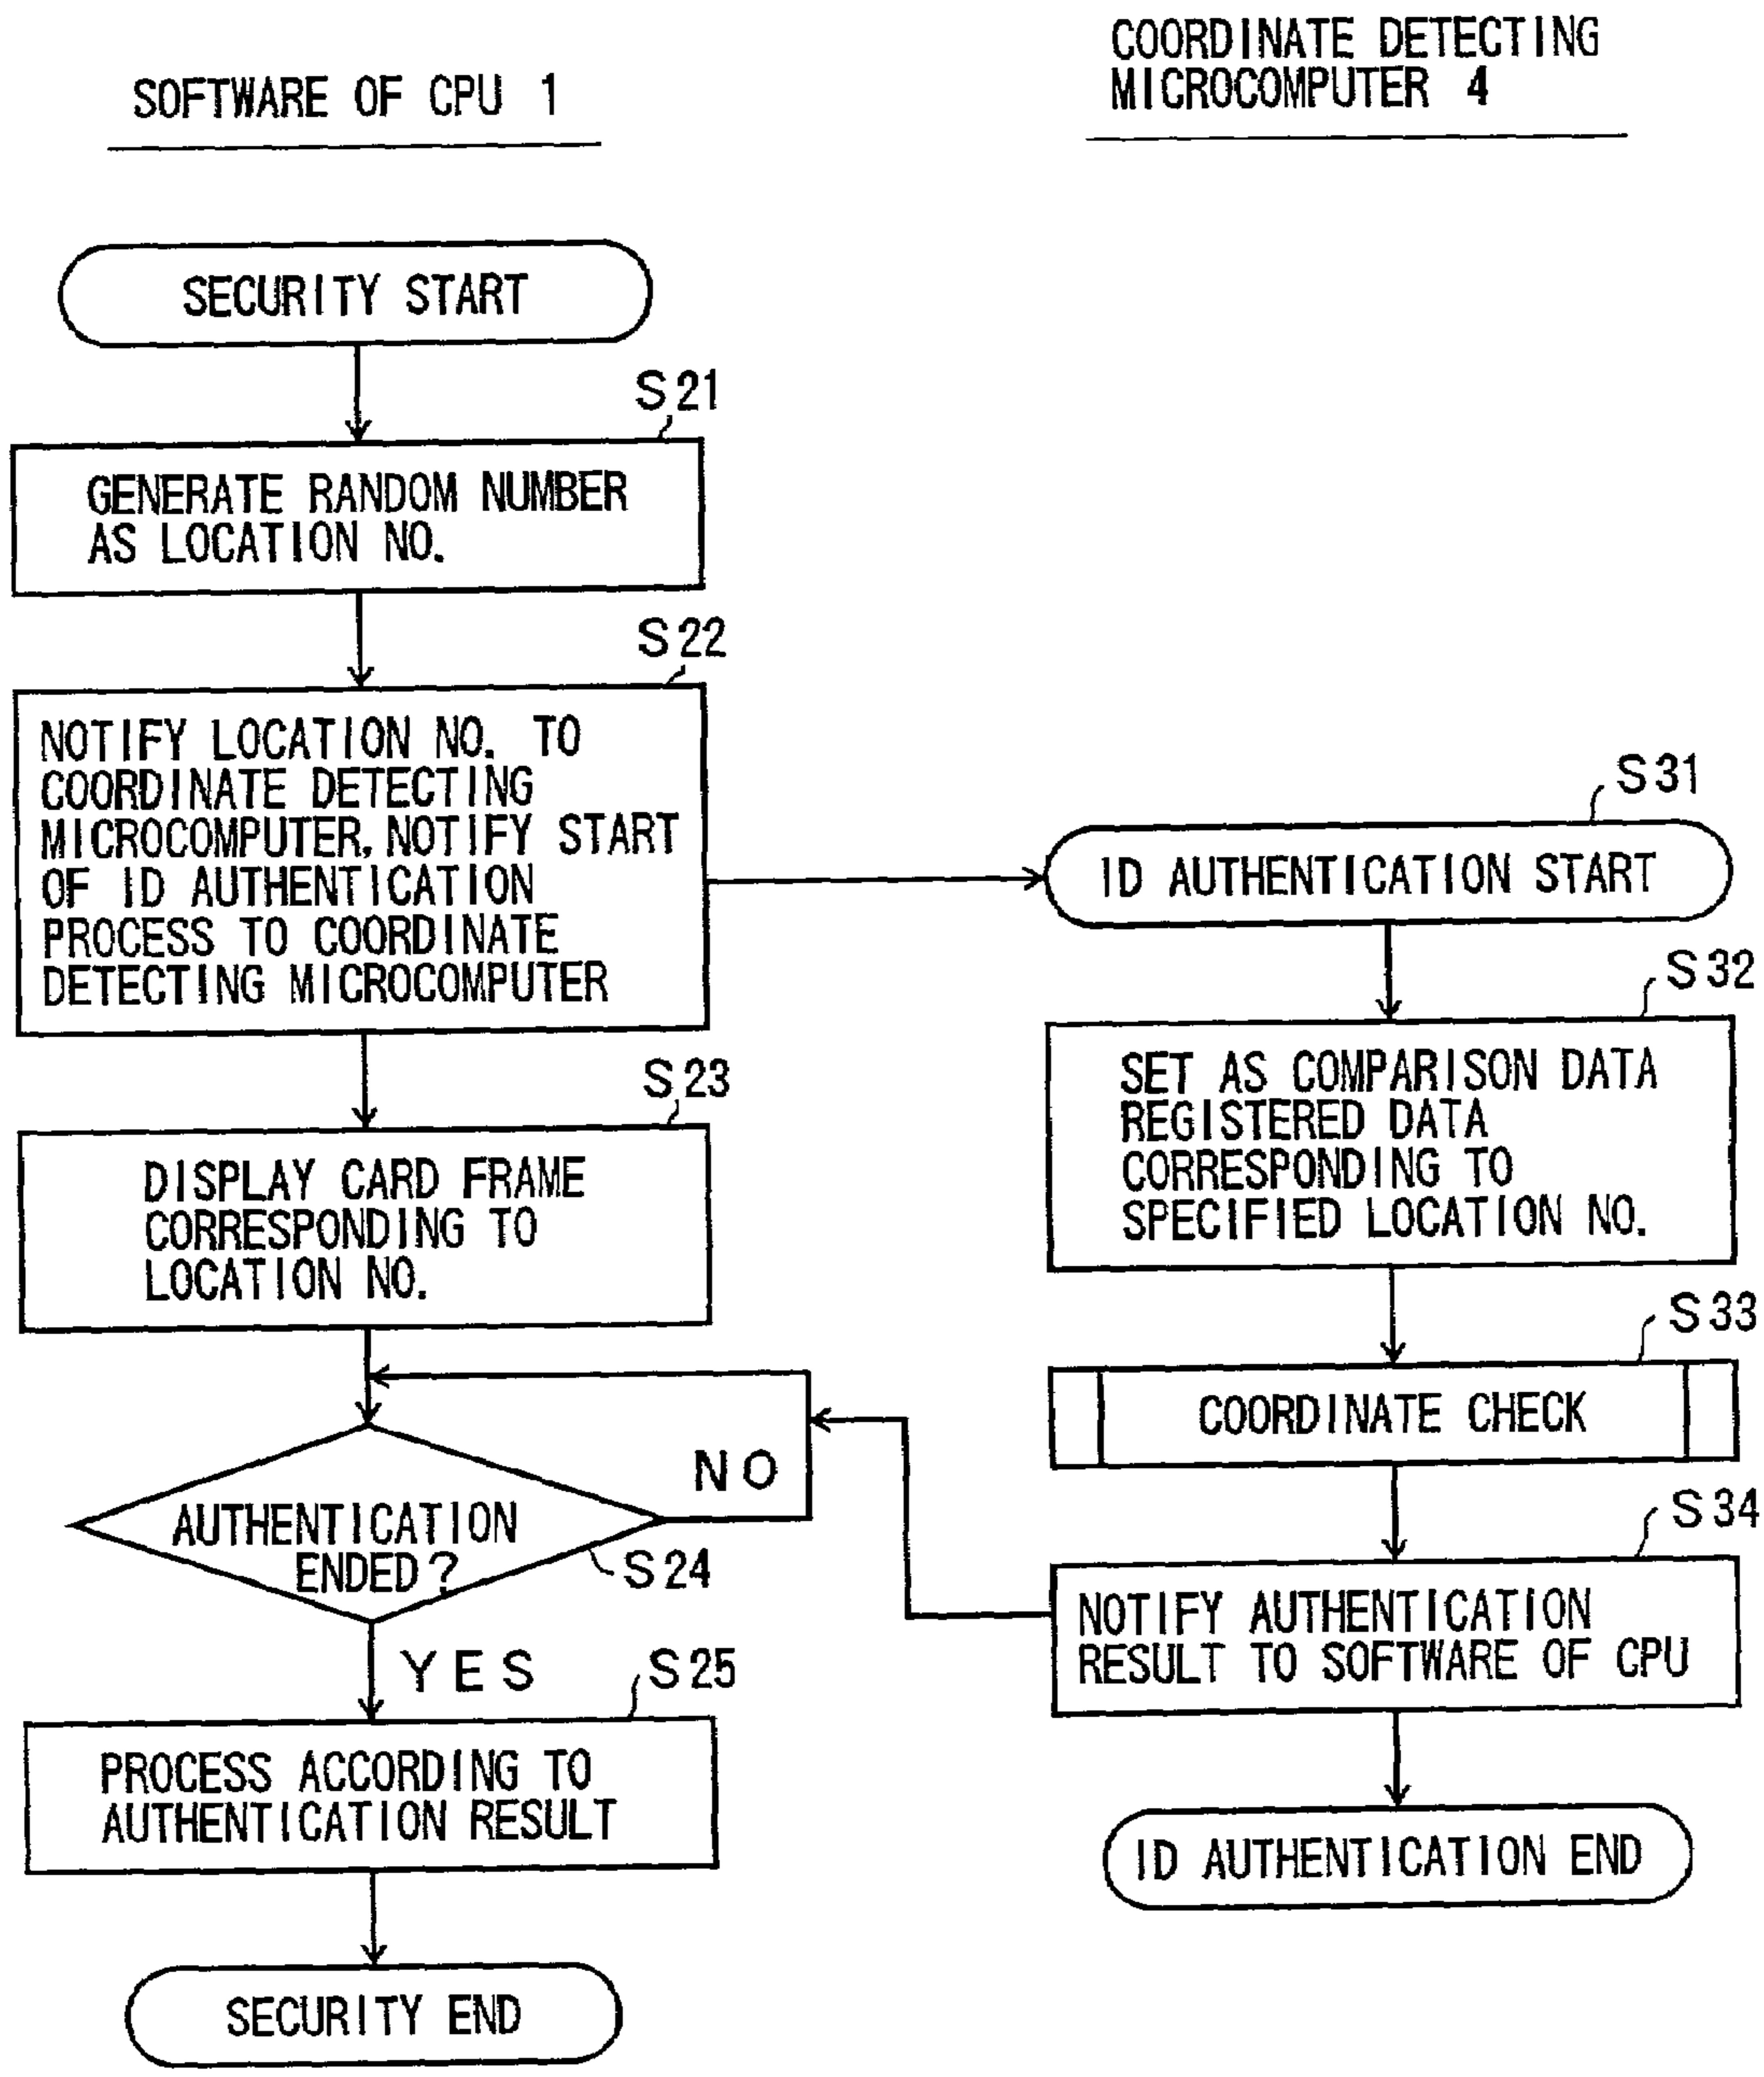 SOFTWARE OF CPU 1
COORDINATE DETECTING
MICROCOMPUTER 4
SECURITY START
S21
GENERATE RANDOM NUMBER
AS LOCATION NO.
S22
NOTIFY LOCATION NO. TO
COORDINATE DETECTING
MICROCOMPUTER, NOTIFY START
OF ID AUTHENTICATION
PROCESS TO COORDINATE
DETECTING MICROCOMPUTER
S23
DISPLAY CARD FRAME
CORRESPONDING TO
LOCATION NO.
NO
AUTHENTICATION
ENDED?
S24
YES
S25
PROCESS ACCORDING TO
AUTHENTICATION RESULT
SECURITY END
S31
ID AUTHENTICATION START
S32
SET AS COMPARISON DATA
REGISTERED DATA
CORRESPONDING TO
SPECIFIED LOCATION NO.
S33
COORDINATE CHECK
S34
NOTIFY AUTHENTICATION
RESULT TO SOFTWARE OF CPU
ID AUTHENTICATION END